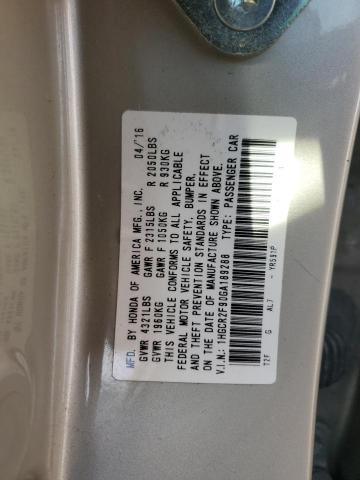 MFD. BY HONDA OF AMERICA MFG., INC. 04/16
GVWR 4321LBS GAWR F 2315LBS R 2050LBS
GVWR 1960KG GAWR F 1050KG R 930KG
THIS VEHICLE CONFORMS TO ALL APPLICABLE
FEDERAL MOTOR VEHICLE SAFETY, BUMPER,
AND THEFT PREVENTION STANDARDS IN EFFECT
ON THE DATE OF MANUFACTURE SHOWN ABOVE.
V.I.N.: 1HGCR2F90GA189268 TYPE: PASSENGER CAR
T2F G AL7 YR591P